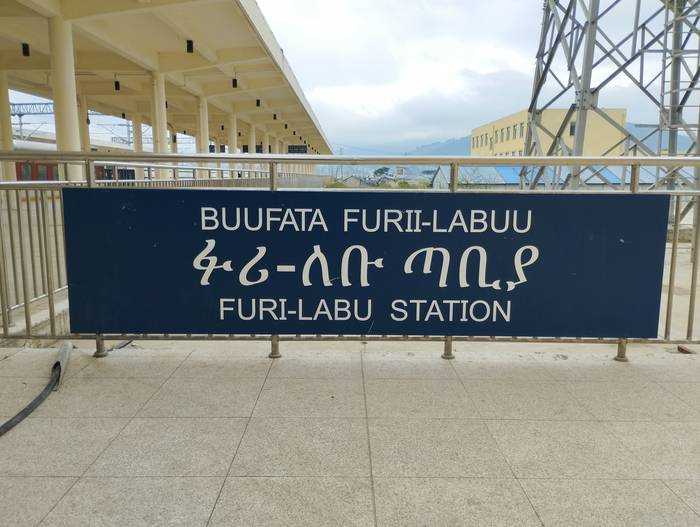 BUUFATA FURII-LABUU
ፉሪ-ለቡ ጣቢያ
FURI-LABU STATION